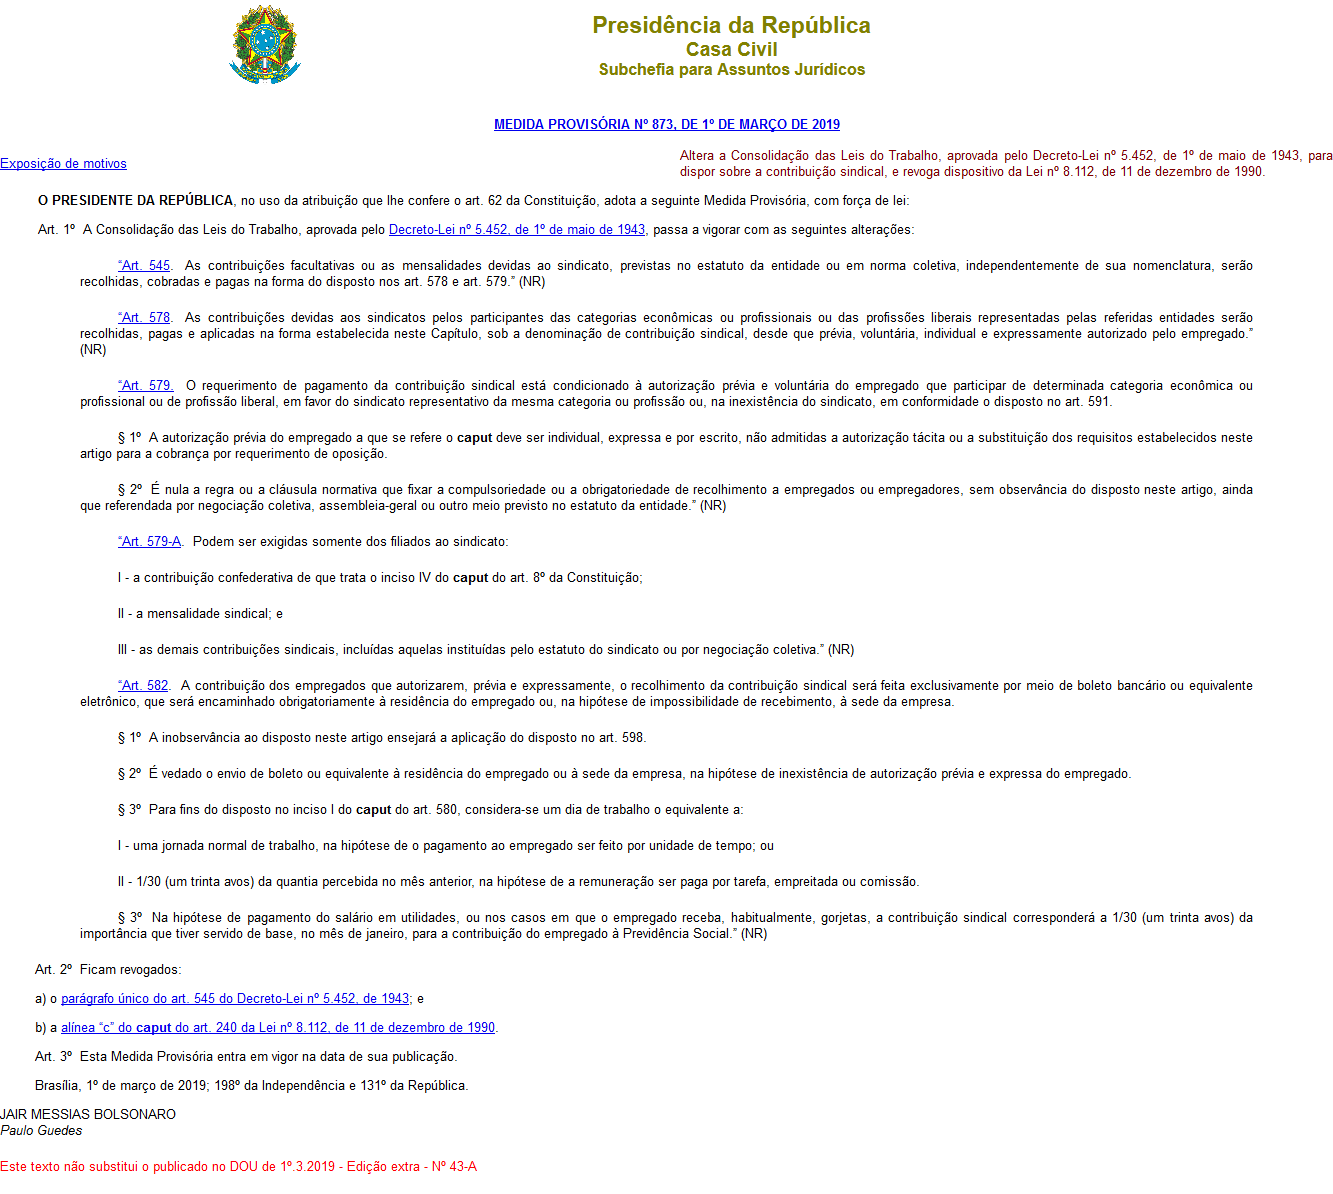 Presidência da República
Casa Civil
Subchefia para Assuntos Jurídicos
MEDIDA PROVISÓRIA Nº 873, DE 1º DE MARÇO DE 2019
Exposição de motivos
Altera a Consolidação das Leis do Trabalho, aprovada pelo Decreto-Lei nº 5.452, de 1º de maio de 1943, para
dispor sobre a contribuição sindical, e revoga dispositivo da Lei nº 8.112, de 11 de dezembro de 1990.
O PRESIDENTE DA REPÚBLICA, no uso da atribuição que lhe confere o art. 62 da Constituição, adota a seguinte Medida Provisória, com força de lei:
Art. 1º  A Consolidação das Leis do Trabalho, aprovada pelo Decreto-Lei nº 5.452, de 1º de maio de 1943, passa a vigorar com as seguintes alterações:
“Art. 545.  As contribuições facultativas ou as mensalidades devidas ao sindicato, previstas no estatuto da entidade ou em norma coletiva, independentemente de sua nomenclatura, serão
recolhidas, cobradas e pagas na forma do disposto nos art. 578 e art. 579.” (NR)
“Art. 578.  As contribuições devidas aos sindicatos pelos participantes das categorias econômicas ou profissionais ou das profissões liberais representadas pelas referidas entidades serão
recolhidas, pagas e aplicadas na forma estabelecida neste Capítulo, sob a denominação de contribuição sindical, desde que prévia, voluntária, individual e expressamente autorizado pelo empregado.”
(NR)
“Art. 579.  O requerimento de pagamento da contribuição sindical está condicionado à autorização prévia e voluntária do empregado que participar de determinada categoria econômica ou
profissional ou de profissão liberal, em favor do sindicato representativo da mesma categoria ou profissão ou, na inexistência do sindicato, em conformidade o disposto no art. 591.
§ 1º  A autorização prévia do empregado a que se refere o caput deve ser individual, expressa e por escrito, não admitidas a autorização tácita ou a substituição dos requisitos estabelecidos neste
artigo para a cobrança por requerimento de oposição.
§ 2º  É nula a regra ou a cláusula normativa que fixar a compulsoriedade ou a obrigatoriedade de recolhimento a empregados ou empregadores, sem observância do disposto neste artigo, ainda
que referendada por negociação coletiva, assembleia-geral ou outro meio previsto no estatuto da entidade.” (NR)
“Art. 579-A.  Podem ser exigidas somente dos filiados ao sindicato:
I - a contribuição confederativa de que trata o inciso IV do caput do art. 8º da Constituição;
II - a mensalidade sindical; e
III - as demais contribuições sindicais, incluídas aquelas instituídas pelo estatuto do sindicato ou por negociação coletiva.” (NR)
“Art. 582.  A contribuição dos empregados que autorizarem, prévia e expressamente, o recolhimento da contribuição sindical será feita exclusivamente por meio de boleto bancário ou equivalente
eletrônico, que será encaminhado obrigatoriamente à residência do empregado ou, na hipótese de impossibilidade de recebimento, à sede da empresa.
§ 1º  A inobservância ao disposto neste artigo ensejará a aplicação do disposto no art. 598.
§ 2º  É vedado o envio de boleto ou equivalente à residência do empregado ou à sede da empresa, na hipótese de inexistência de autorização prévia e expressa do empregado.
§ 3º  Para fins do disposto no inciso I do caput do art. 580, considera-se um dia de trabalho o equivalente a:
I - uma jornada normal de trabalho, na hipótese de o pagamento ao empregado ser feito por unidade de tempo; ou
II - 1/30 (um trinta avos) da quantia percebida no mês anterior, na hipótese de a remuneração ser paga por tarefa, empreitada ou comissão.
§ 3º  Na hipótese de pagamento do salário em utilidades, ou nos casos em que o empregado receba, habitualmente, gorjetas, a contribuição sindical corresponderá a 1/30 (um trinta avos) da
importância que tiver servido de base, no mês de janeiro, para a contribuição do empregado à Previdência Social.” (NR)
Art. 2º  Ficam revogados:
a) o parágrafo único do art. 545 do Decreto-Lei nº 5.452, de 1943; e
b) a alínea “c” do caput do art. 240 da Lei nº 8.112, de 11 de dezembro de 1990.
Art. 3º  Esta Medida Provisória entra em vigor na data de sua publicação.
Brasília, 1º de março de 2019; 198º da Independência e 131º da República.
JAIR MESSIAS BOLSONARO
Paulo Guedes
Este texto não substitui o publicado no DOU de 1º.3.2019 - Edição extra - Nº 43-A